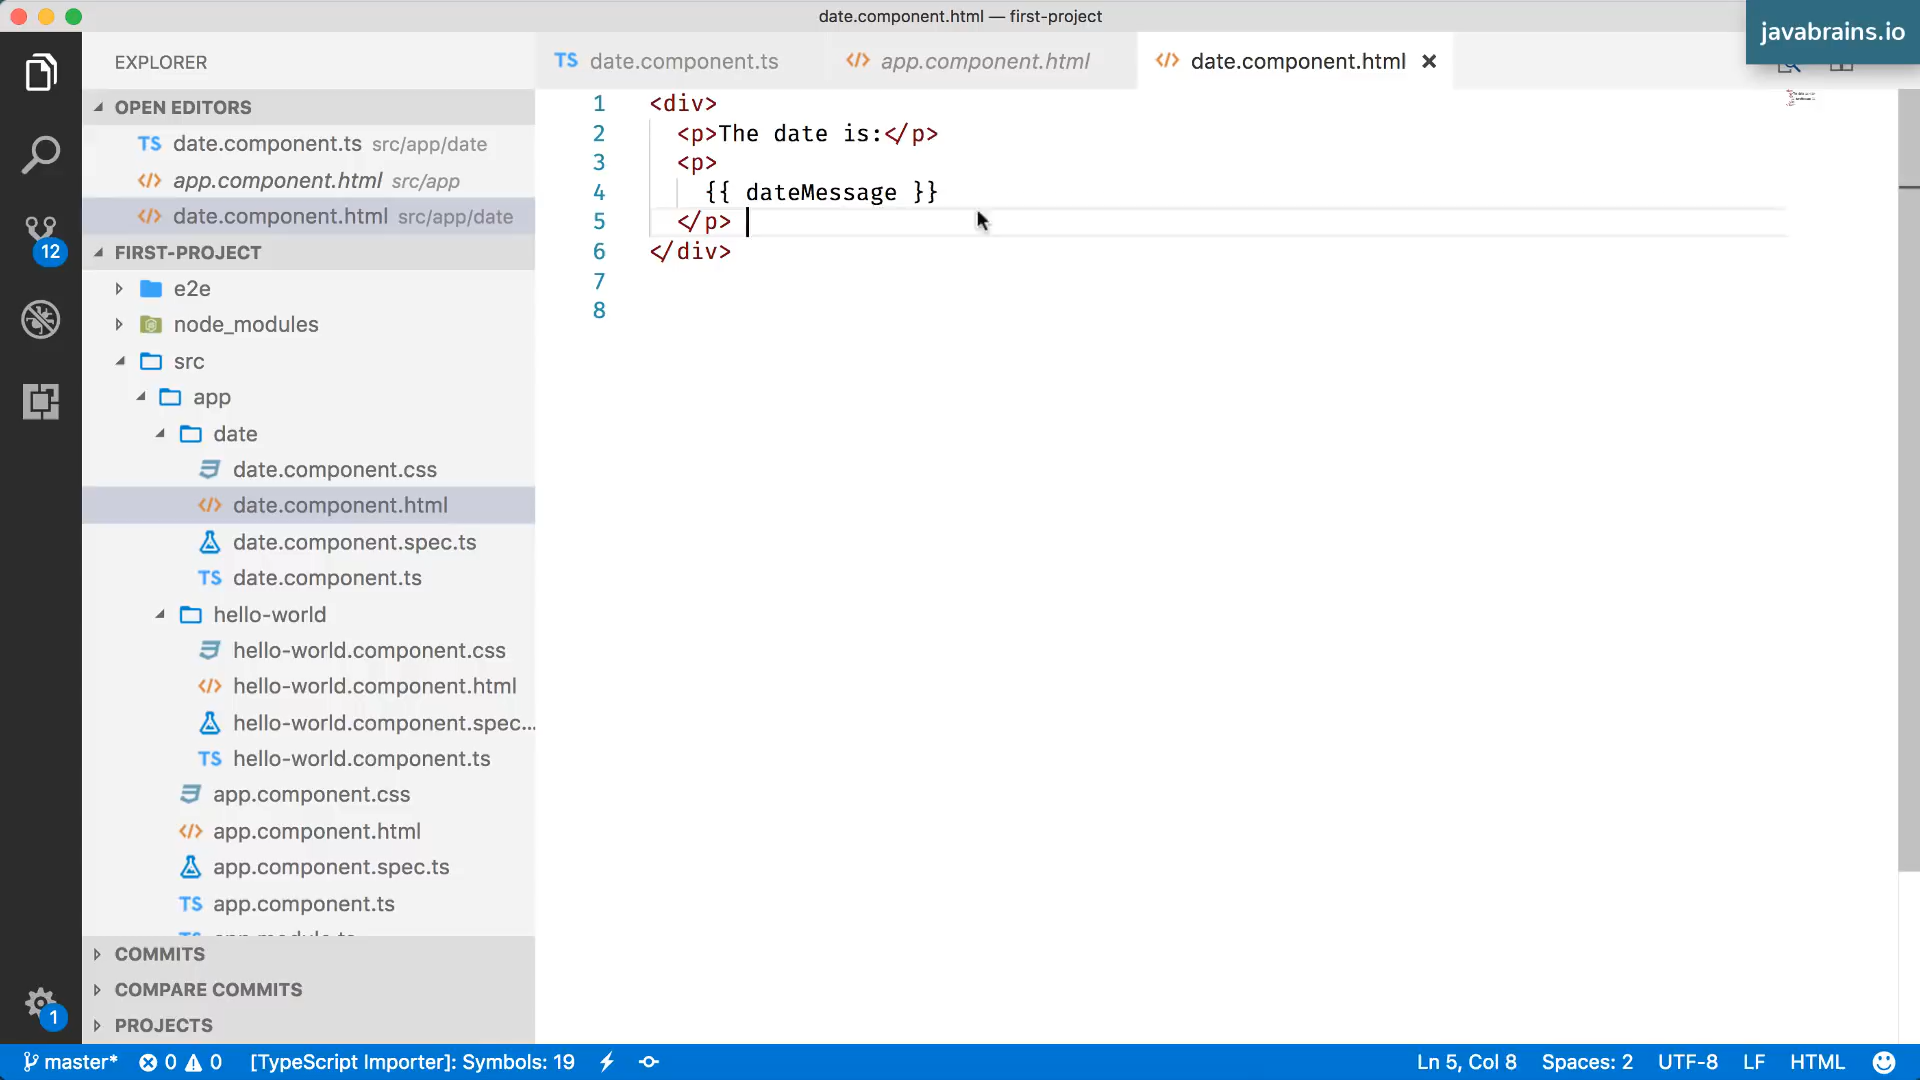 date.component.html — first-project
javabrains.io
EXPLORER
TS date.component.ts
</> app.component.html
</> date.component.html
OPEN EDITORS
TS date.component.ts src/app/date
</> app.component.html src/app
</> date.component.html src/app/date
12
FIRST-PROJECT
e2e
node_modules
src
app
date
date.component.css
</> date.component.html
date.component.spec.ts
TS date.component.ts
hello-world
hello-world.component.css
</> hello-world.component.html
hello-world.component.spec...
TS hello-world.component.ts
app.component.css
</> app.component.html
app.component.spec.ts
TS app.component.ts
COMMITS
COMPARE COMMITS
PROJECTS
1
1 <div>
2 <p>The date is:</p>
3 <p>
4 {{ dateMessage }}
5 </p>
6 </div>
7
8
master* 0 0 [TypeScript Importer]: Symbols: 19 Ln 5, Col 8 Spaces: 2 UTF-8 LF HTML